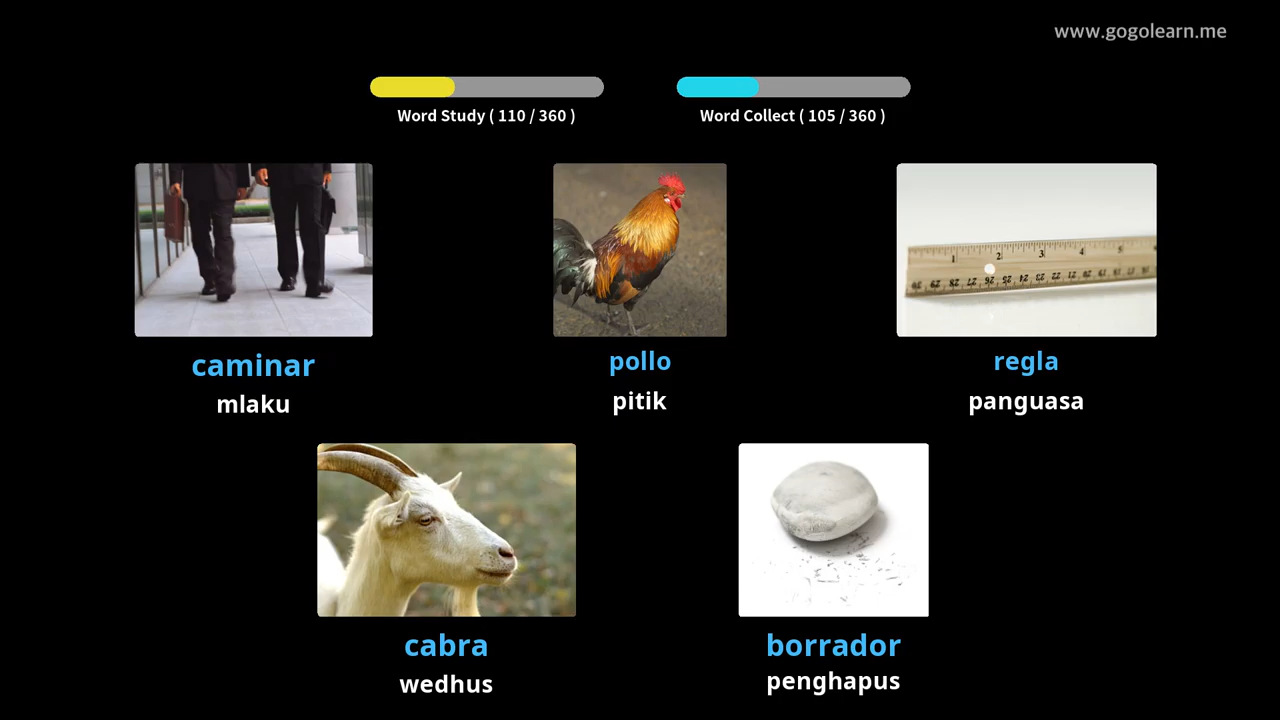 www.gogolearn.me
Word Study ( 110 / 360 )
Word Collect ( 105 / 360 )
caminar
mlaku
pollo
pitik
regla
panguasa
cabra
wedhus
borrador
penghapus